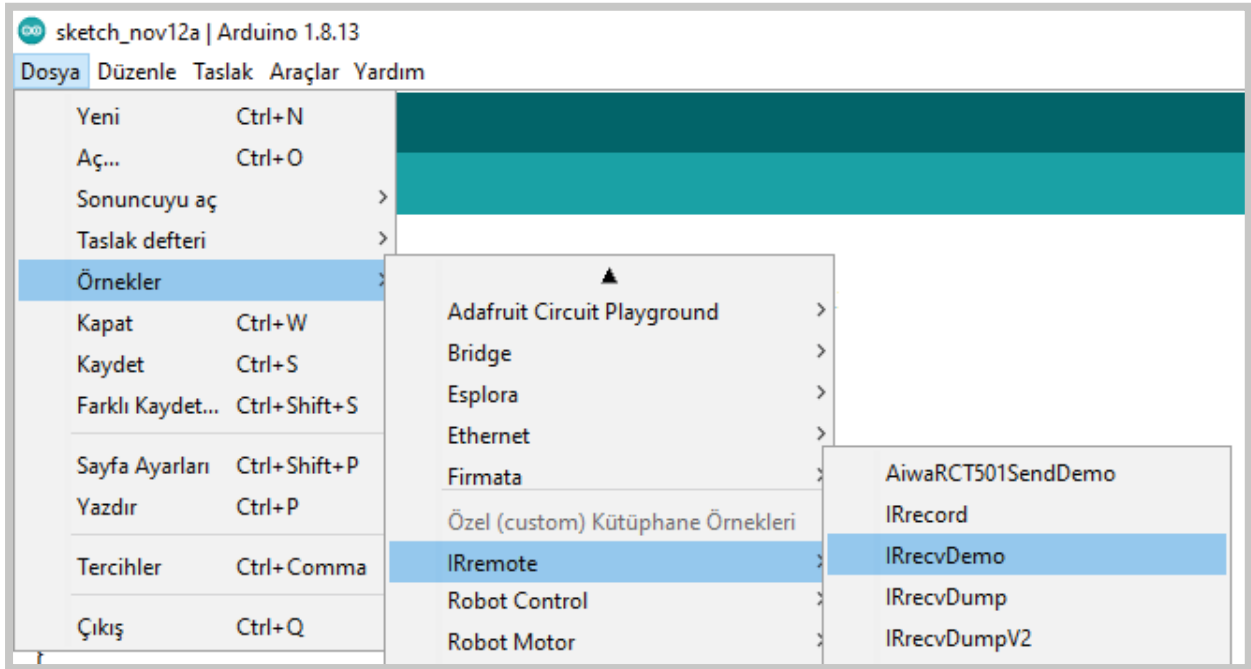 sketch_nov12a | Arduino 1.8.13
Dosya Düzenle Taslak Araçlar Yardım
Yeni Ctrl+N
Aç... Ctrl+O
Sonuncuyu aç
Taslak defteri
Örnekler
Kapat Ctrl+W
Kaydet Ctrl+S
Farklı Kaydet... Ctrl+Shift+S
Sayfa Ayarları Ctrl+Shift+P
Yazdır Ctrl+P
Tercihler Ctrl+Comma
Çıkış Ctrl+Q
Adafruit Circuit Playground
Bridge
Esplora
Ethernet
Firmata
Özel (custom) Kütüphane Örnekleri
IRremote
Robot Control
Robot Motor
AiwaRCT501SendDemo
IRrecord
IRrecvDemo
IRrecvDump
IRrecvDumpV2